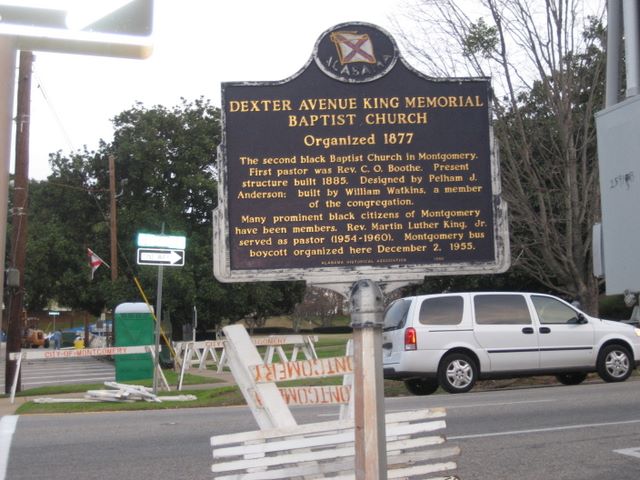 ALABAMA
DEXTER AVENUE KING MEMORIAL
BAPTIST CHURCH
Organized 1877
The second black Baptist Church in Montgomery.
First pastor was Rev. C. O. Boothe. Present
structure built 1885. Designed by Pelham J.
Anderson; built by William Watkins, a member
of the congregation.
Many prominent black citizens of Montgomery
have been members. Rev. Martin Luther King, Jr.
served as pastor (1954-1960). Montgomery bus
boycott organized here December 2, 1955.
ALABAMA HISTORICAL ASSOCIATION 1980
CITY OF MONTGOMERY
MONTGOMERY
MONTGOMERY